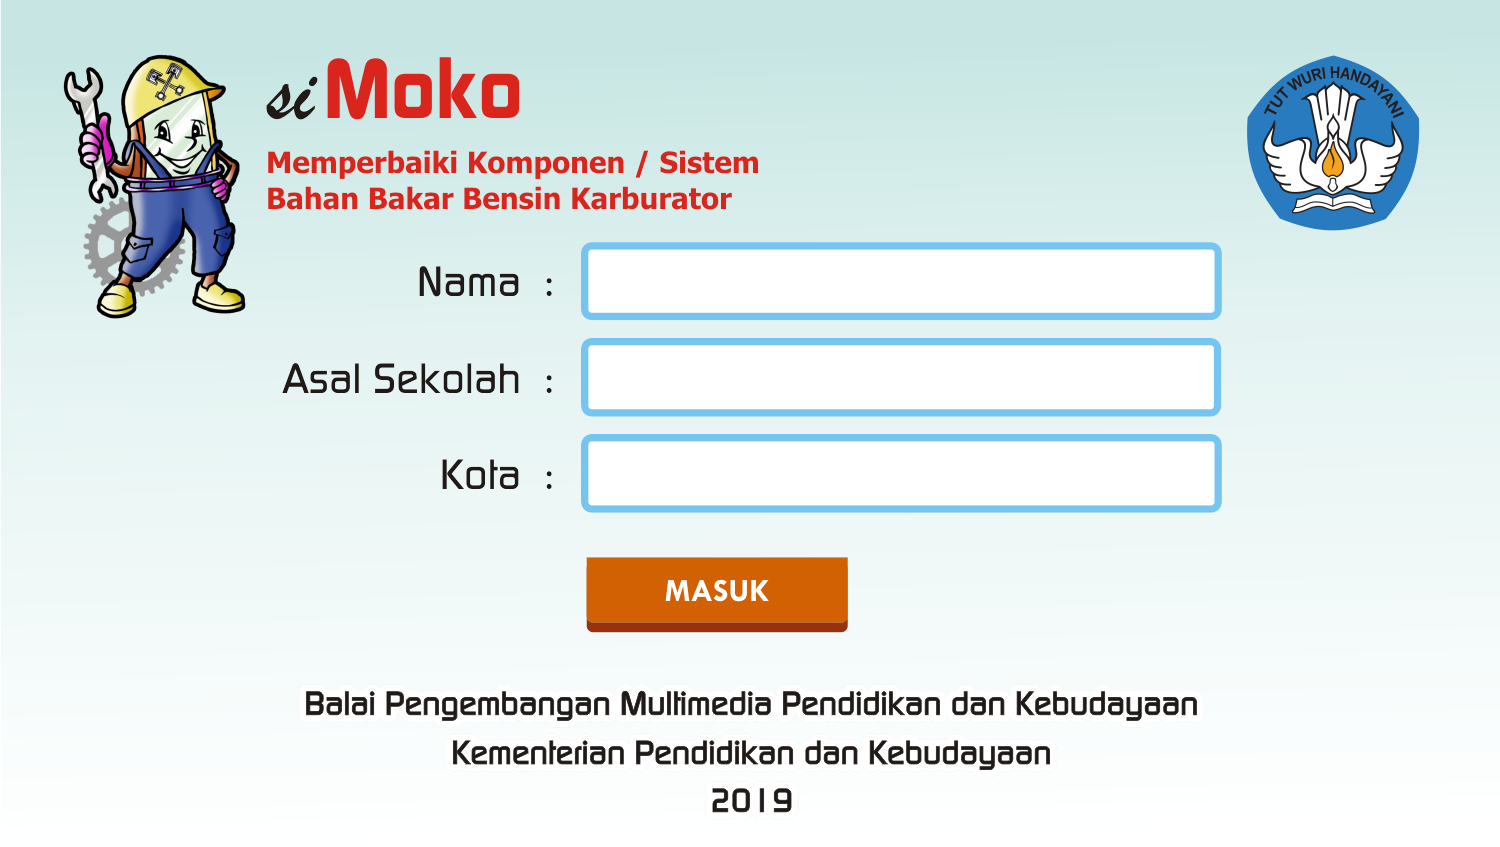 si Moko
TUT WURI HANDAYANI
Memperbaiki Komponen / Sistem
Bahan Bakar Bensin Karburator
Nama :
Asal Sekolah :
Kota :
MASUK
Balai Pengembangan Multimedia Pendidikan dan Kebudayaan
Kementerian Pendidikan dan Kebudayaan
2019